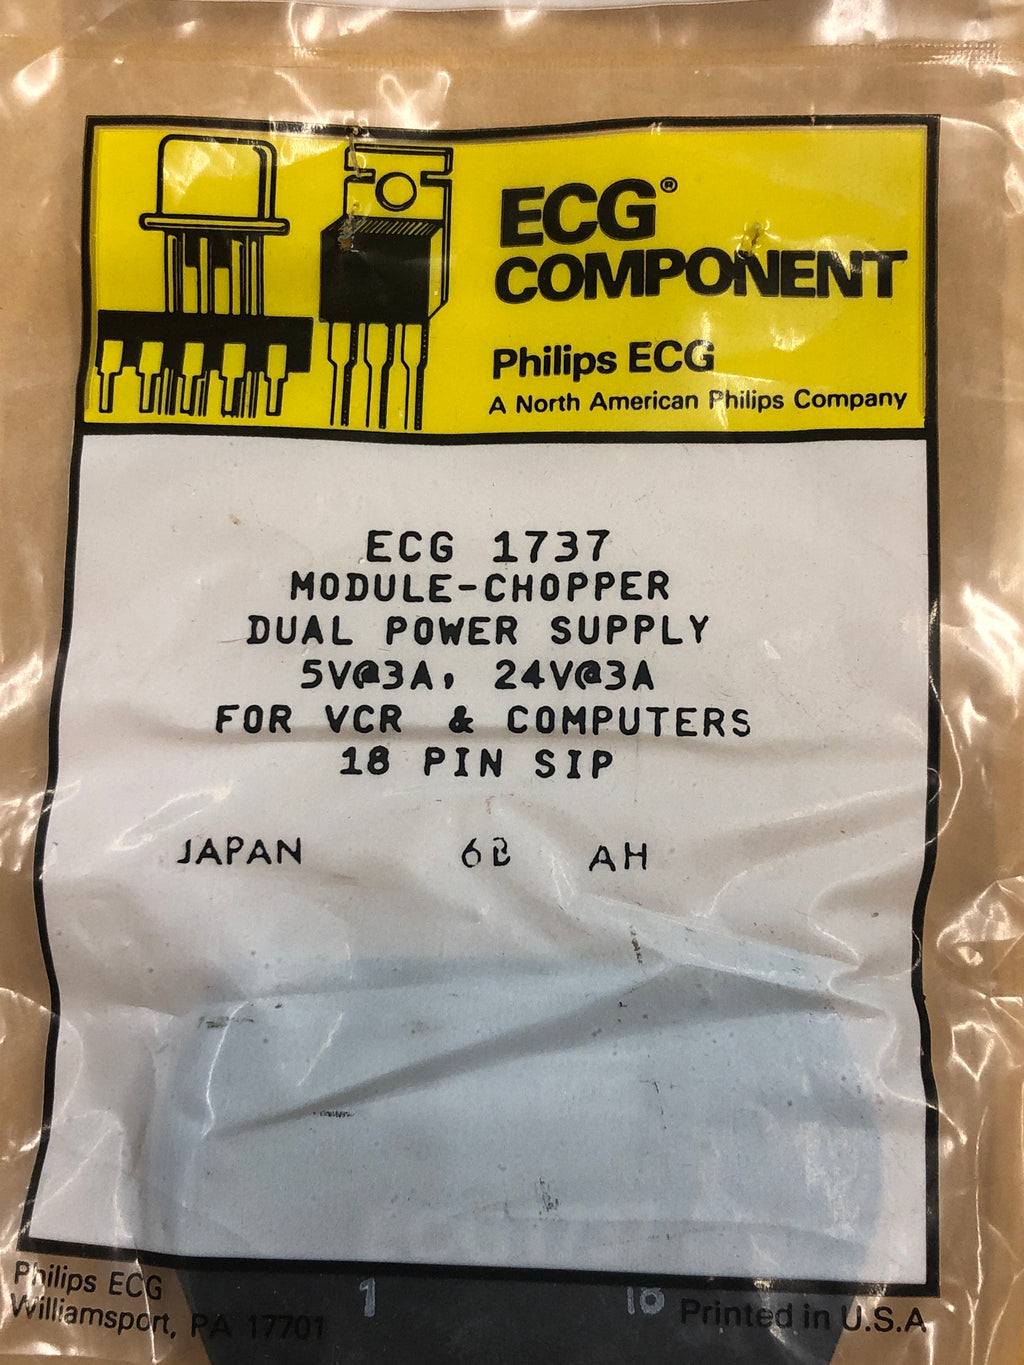 ECG®
COMPONENT
Philips ECG
A North American Philips Company
ECG 1737
MODULE-CHOPPER
DUAL POWER SUPPLY
5V@3A, 24V@3A
FOR VCR & COMPUTERS
18 PIN SIP
JAPAN 6B AH
1 18
Philips ECG
Williamsport, PA 17701
Printed in U.S.A